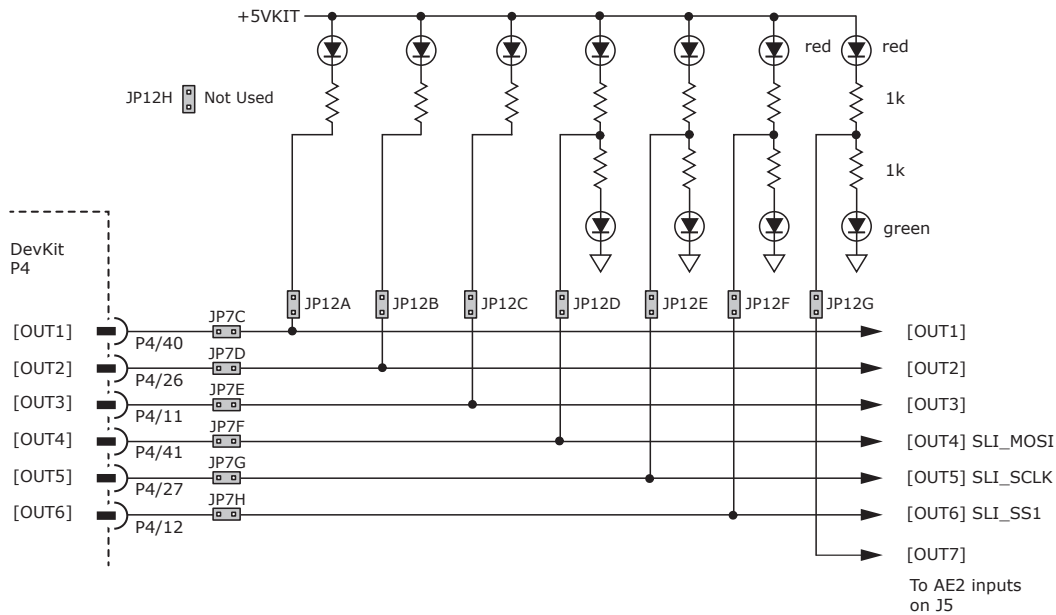 +5VKIT
red
red
JP12H
Not Used
1k
1k
green
DevKit
P4
JP12A
JP12B
JP12C
JP12D
JP12E
JP12F
JP12G
[OUT1]
P4/40
JP7C
[OUT1]
[OUT2]
P4/26
JP7D
[OUT2]
[OUT3]
P4/11
JP7E
[OUT3]
[OUT4]
P4/41
JP7F
[OUT4] SLI_MOSI
[OUT5]
P4/27
JP7G
[OUT5] SLI_SCLK
[OUT6]
P4/12
JP7H
[OUT6] SLI_SS1
[OUT7]
To AE2 inputs
on J5